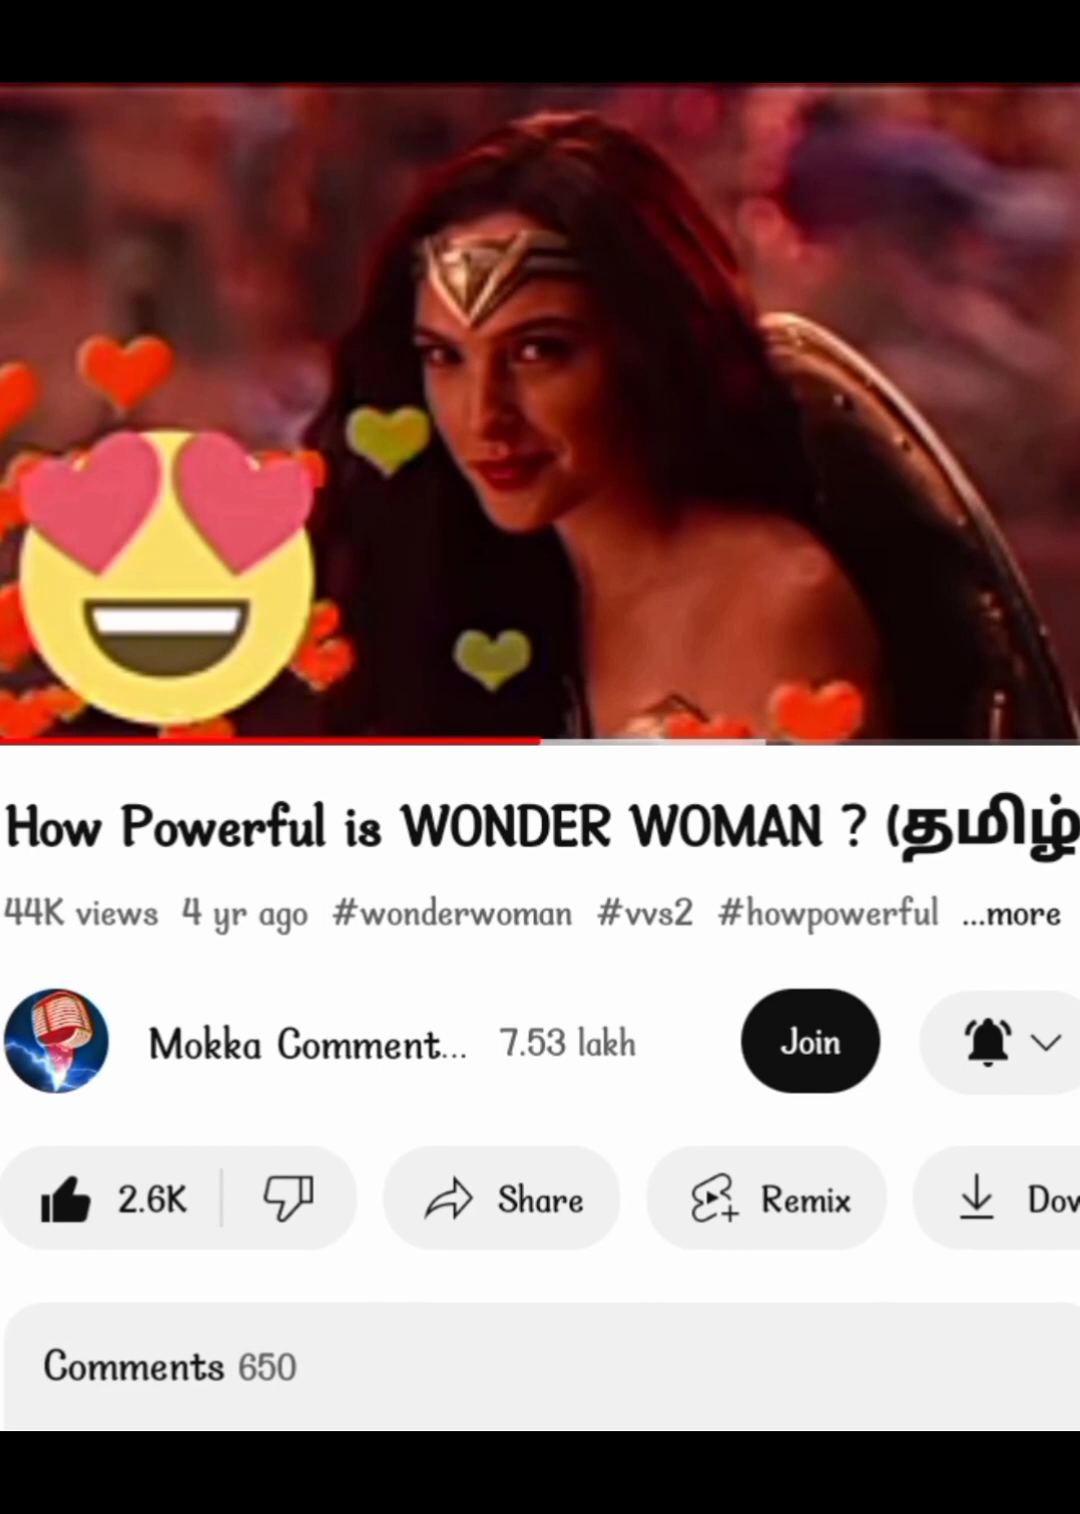 How Powerful is WONDER WOMAN ? (தமிழ்
44K views 4 yr ago #wonderwoman #vvs2 #howpowerful ...more
Mokka Comment... 7.53 lakh Join
2.6K Share Remix Dow
Comments 650